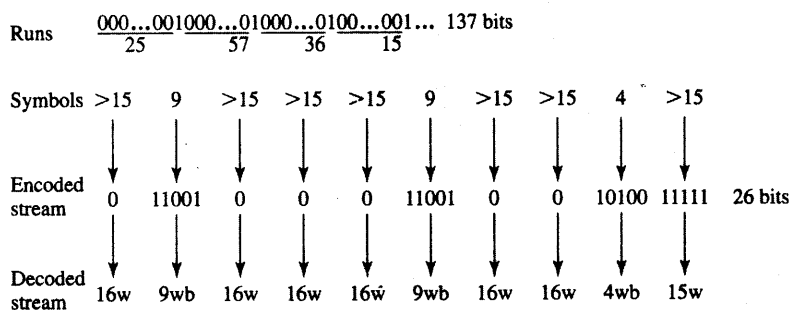 Runs 000...001000...01000...0100...001... 137 bits
25 57 36 15
Symbols >15 9 >15 >15 >15 9 >15 >15 4 >15
Encoded stream 0 11001 0 0 0 11001 0 0 10100 11111 26 bits
Decoded stream 16w 9wb 16w 16w 16w 9wb 16w 16w 4wb 15w